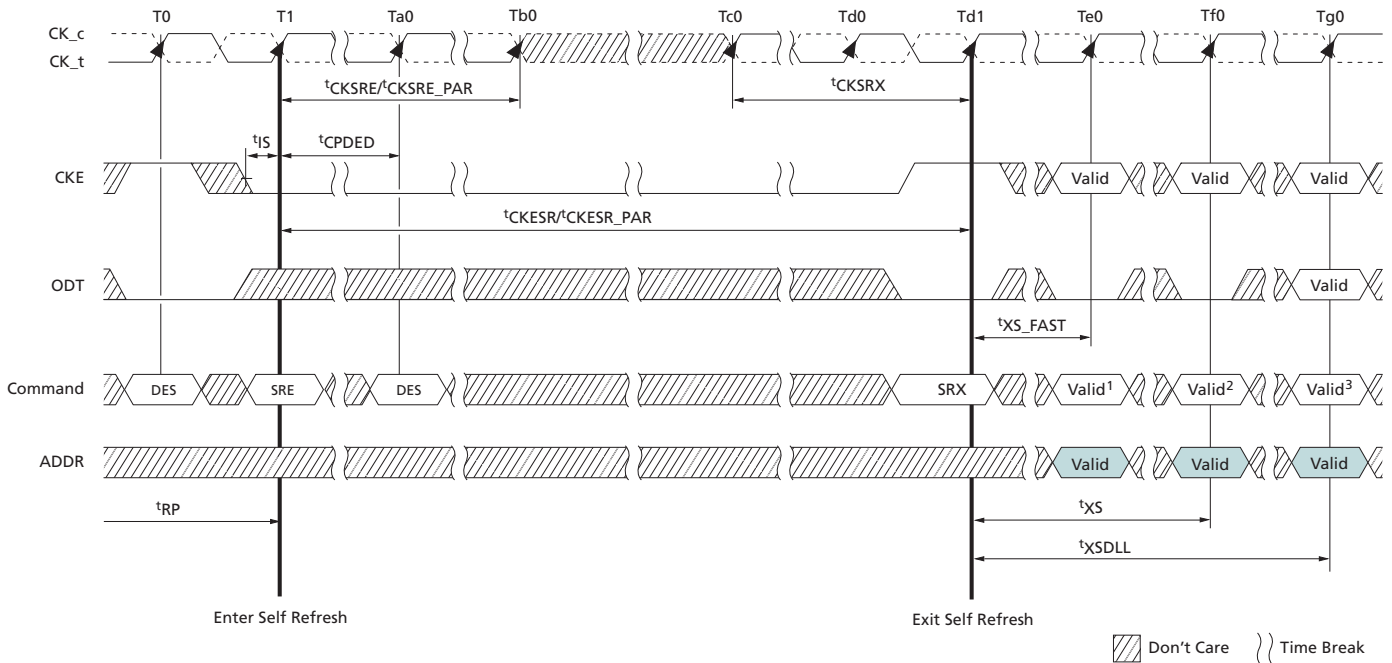 T0 T1 Ta0 Tb0 Tc0 Td0 Td1 Te0 Tf0 Tg0
CK_c
CK_t
tCKSRE/tCKSRE_PAR tCKSRX
tIS tCPDED
CKE Valid Valid Valid
tCKESR/tCKESR_PAR
ODT Valid
tXS_FAST
Command DES SRE DES SRX Valid1 Valid2 Valid3
ADDR Valid Valid Valid
tRP tXS
tXSDLL
Enter Self Refresh Exit Self Refresh
Don't Care Time Break